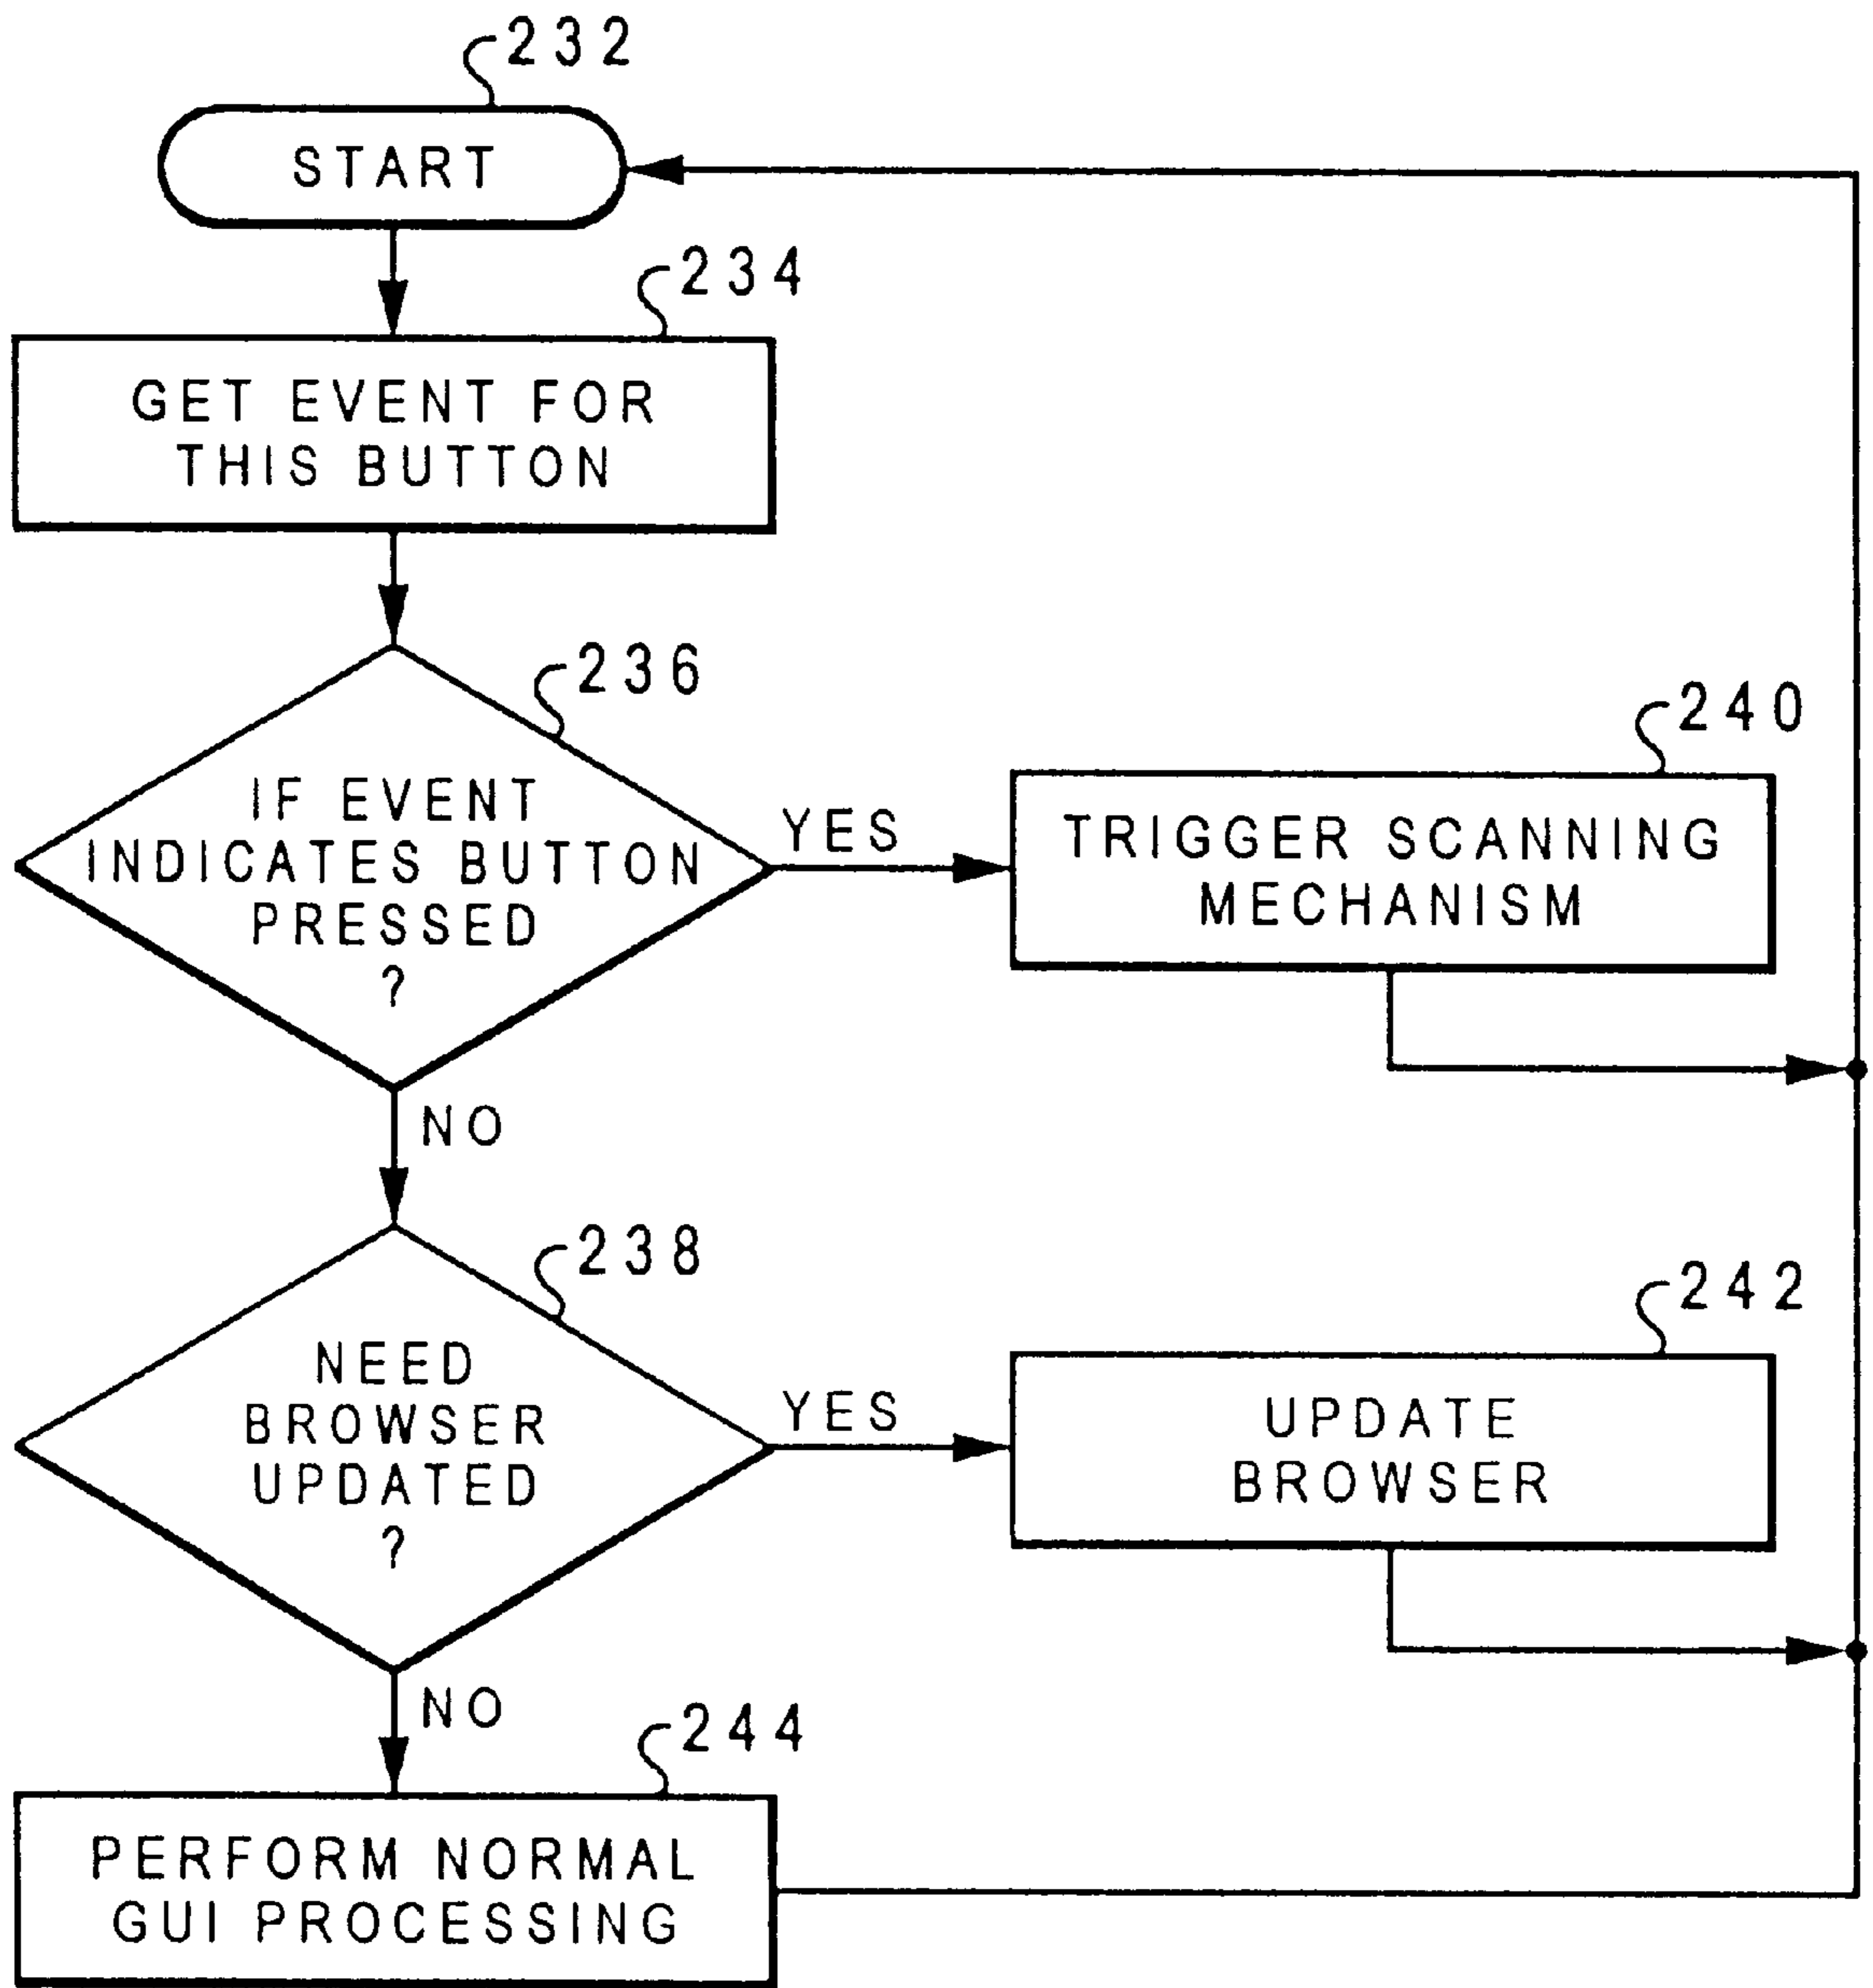 232
START
234
GET EVENT FOR
THIS BUTTON
236
IF EVENT
INDICATES BUTTON
PRESSED
?
YES
240
TRIGGER SCANNING
MECHANISM
NO
238
NEED
BROWSER
UPDATED
?
YES
242
UPDATE
BROWSER
NO
244
PERFORM NORMAL
GUI PROCESSING